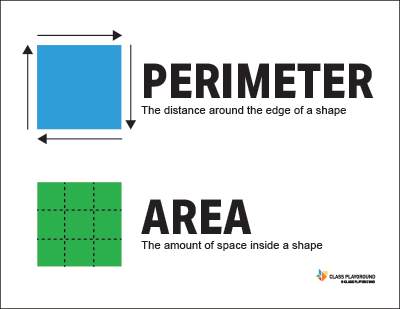 PERIMETER
The distance around the edge of a shape
AREA
The amount of space inside a shape
CLASS PLAYGROUND
© CLASS PLAYGROUND